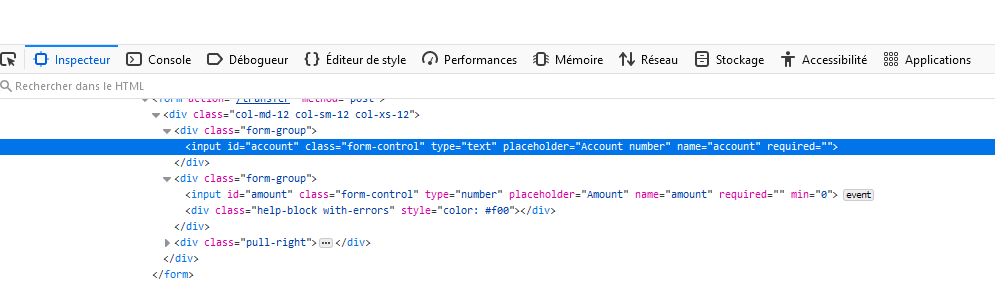 Inspecteur Console Débogueur Éditeur de style Performances Mémoire Réseau Stockage Accessibilité Applications
Rechercher dans le HTML
<form action="/transfer" method="post">
<div class="col-md-12 col-sm-12 col-xs-12">
<div class="form-group">
<input id="account" class="form-control" type="text" placeholder="Account number" name="account" required="">
</div>
<div class="form-group">
<input id="amount" class="form-control" type="number" placeholder="Amount" name="amount" required="" min="0"> event
<div class="help-block with-errors" style="color: #f00"></div>
</div>
<div class="pull-right">⋯</div>
</div>
</form>